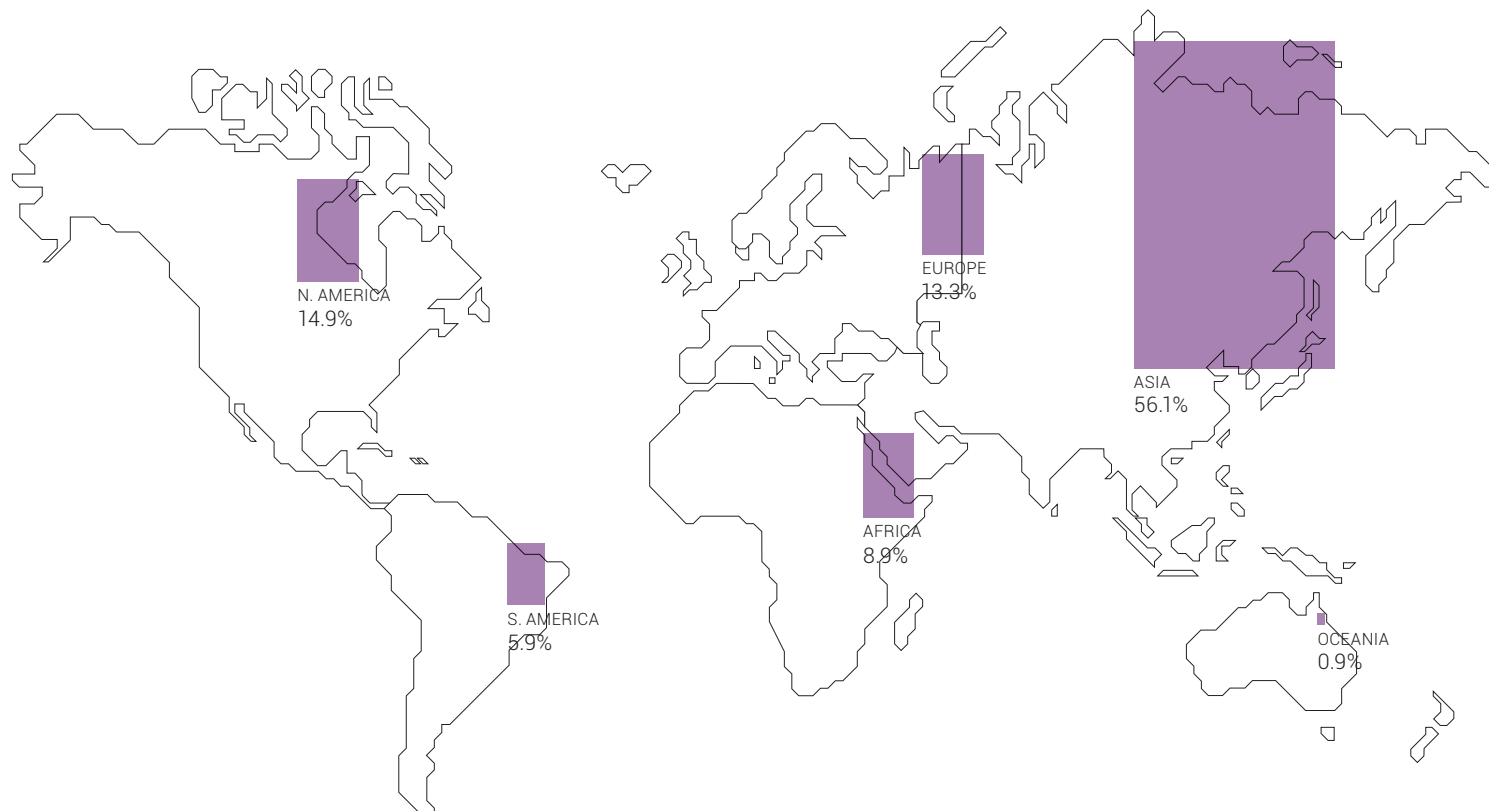 N. AMERICA
14.9%
EUROPE
13.3%
ASIA
56.1%
AFRICA
8.9%
S. AMERICA
5.9%
OCEANIA
0.9%